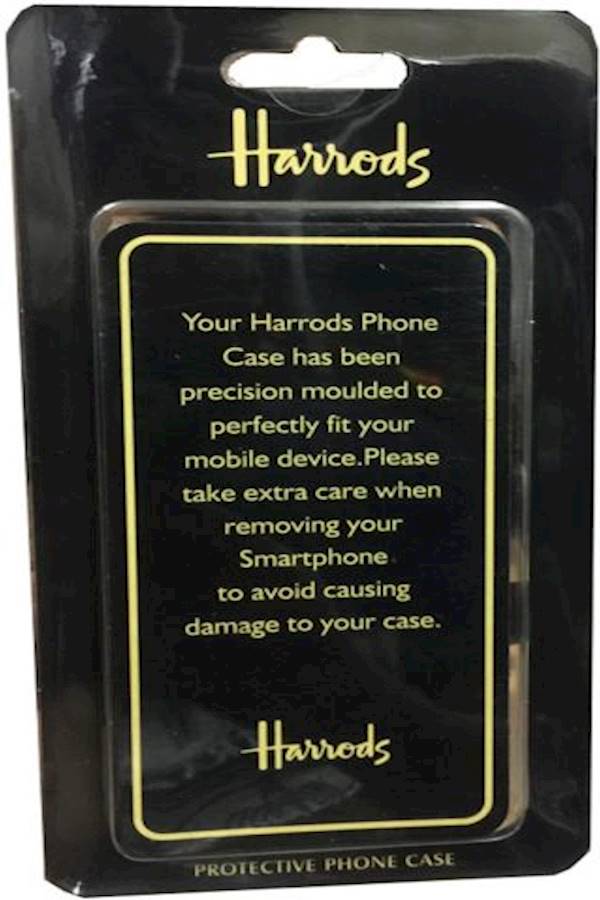 Harrods
Your Harrods Phone
Case has been
precision moulded to
perfectly fit your
mobile device.Please
take extra care when
removing your
Smartphone
to avoid causing
damage to your case.
Harrods
PROTECTIVE PHONE CASE